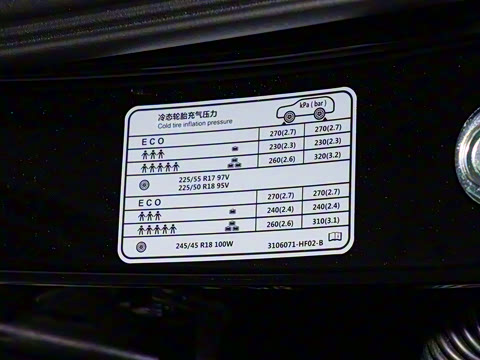 冷态轮胎充气压力
Cold tire inflation pressure
kPa ( bar )
ECO 270(2.7) 270(2.7)
230(2.3) 230(2.3)
260(2.6) 320(3.2)
225/55 R17 97V
225/50 R18 95V
ECO 270(2.7) 270(2.7)
240(2.4) 240(2.4)
260(2.6) 310(3.1)
245/45 R18 100W 3106071-HF02-B